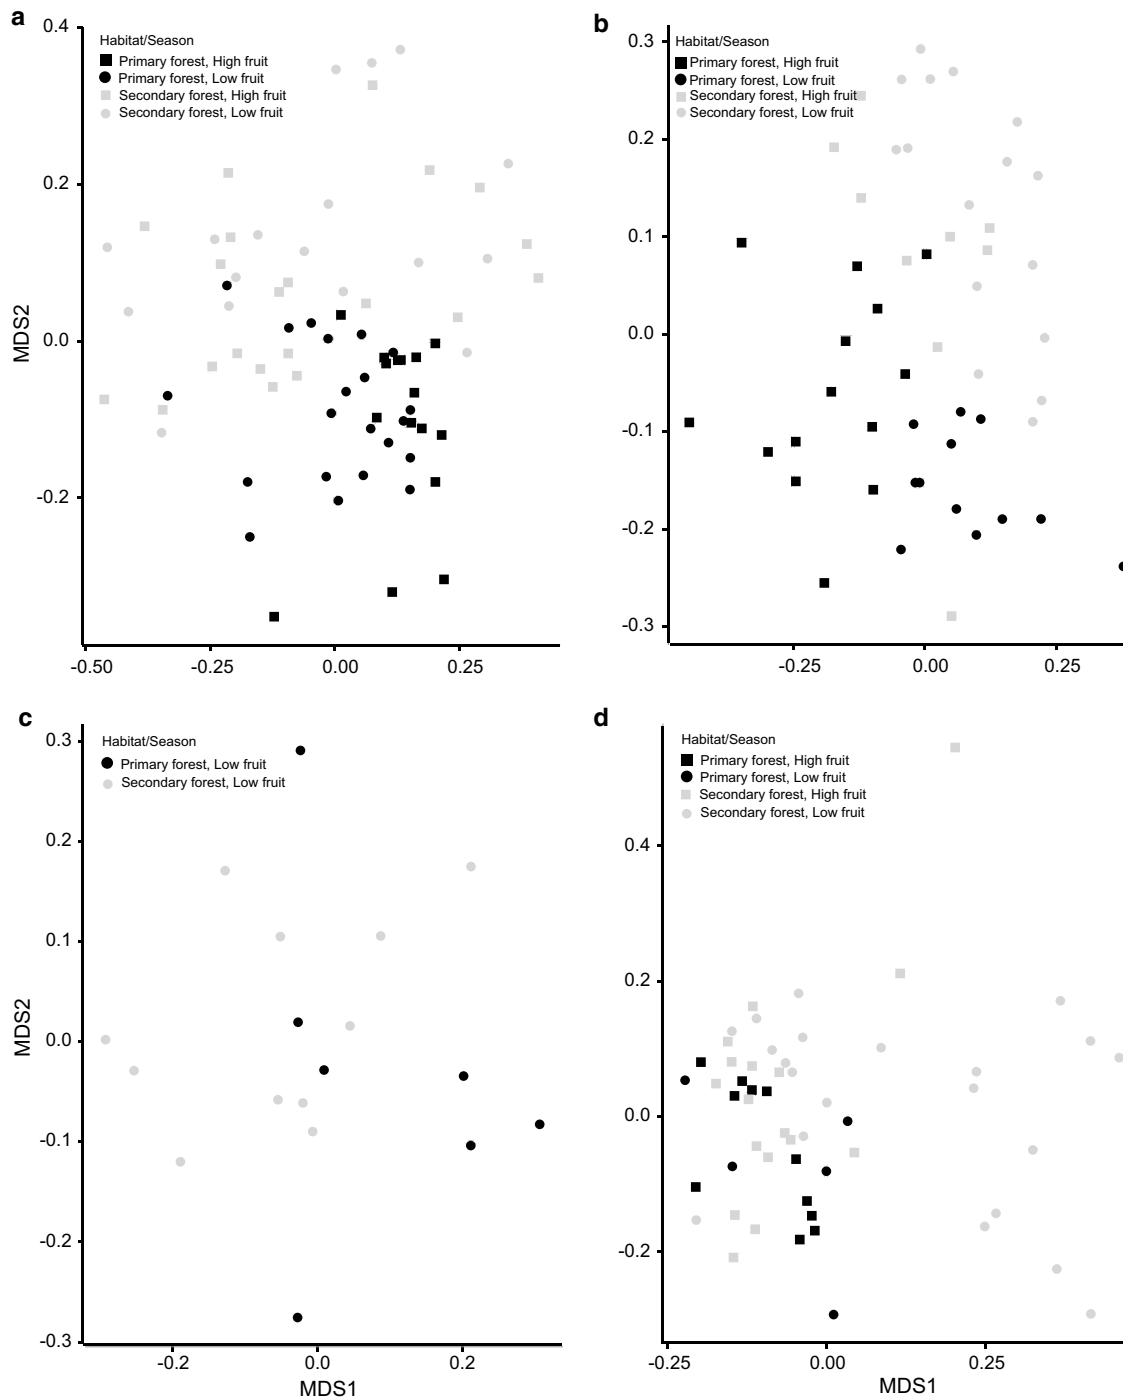 a
Habitat/Season
Primary forest, High fruit
Primary forest, Low fruit
Secondary forest, High fruit
Secondary forest, Low fruit
0.4
0.2
0.0
-0.2
MDS2
-0.50
-0.25
0.00
0.25
b
Habitat/Season
Primary forest, High fruit
Primary forest, Low fruit
Secondary forest, High fruit
Secondary forest, Low fruit
0.3
0.2
0.1
0.0
-0.1
-0.2
-0.3
-0.25
0.00
0.25
c
Habitat/Season
Primary forest, Low fruit
Secondary forest, Low fruit
0.3
0.2
0.1
0.0
-0.1
-0.2
-0.3
MDS2
-0.2
0.0
0.2
MDS1
d
Habitat/Season
Primary forest, High fruit
Primary forest, Low fruit
Secondary forest, High fruit
Secondary forest, Low fruit
0.4
0.2
0.0
-0.2
-0.25
0.00
0.25
MDS1